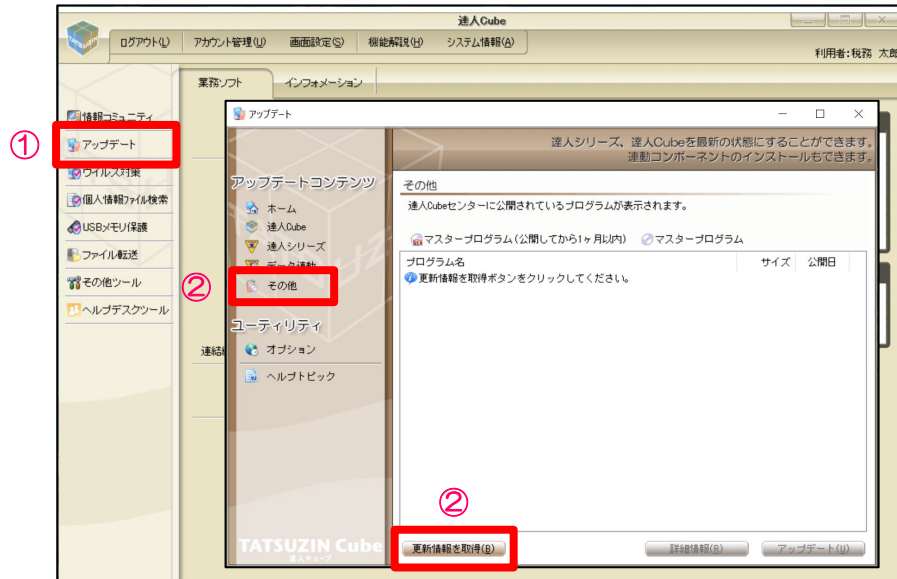 達人Cube
ログアウト(L) アカウント管理(U) 画面設定(S) 機能解説(H) システム情報(A)
利用者:税務 太郎
業務ソフト インフォメーション
情報コミュニティ
①
アップデート
ウイルス対策
個人情報ファイル検索
USBメモリ保護
ファイル転送
その他ツール
ヘルプデスクツール
連結
アップデート
達人シリーズ、達人Cubeを最新の状態にすることができます。
連動コンポーネントのインストールもできます。
アップデートコンテンツ
ホーム
達人Cube
達人シリーズ
データ連動
②
その他
ユーティリティ
オプション
ヘルプトピック
TATSUZIN Cube
達人キューブ
その他
達人Cubeセンターに公開されているプログラムが表示されます。
マスタープログラム(公開してから1ヶ月以内) マスタープログラム
プログラム名 サイズ 公開日
更新情報を取得ボタンをクリックしてください。
②
更新情報を取得(B) 詳細情報(R) アップデート(U)